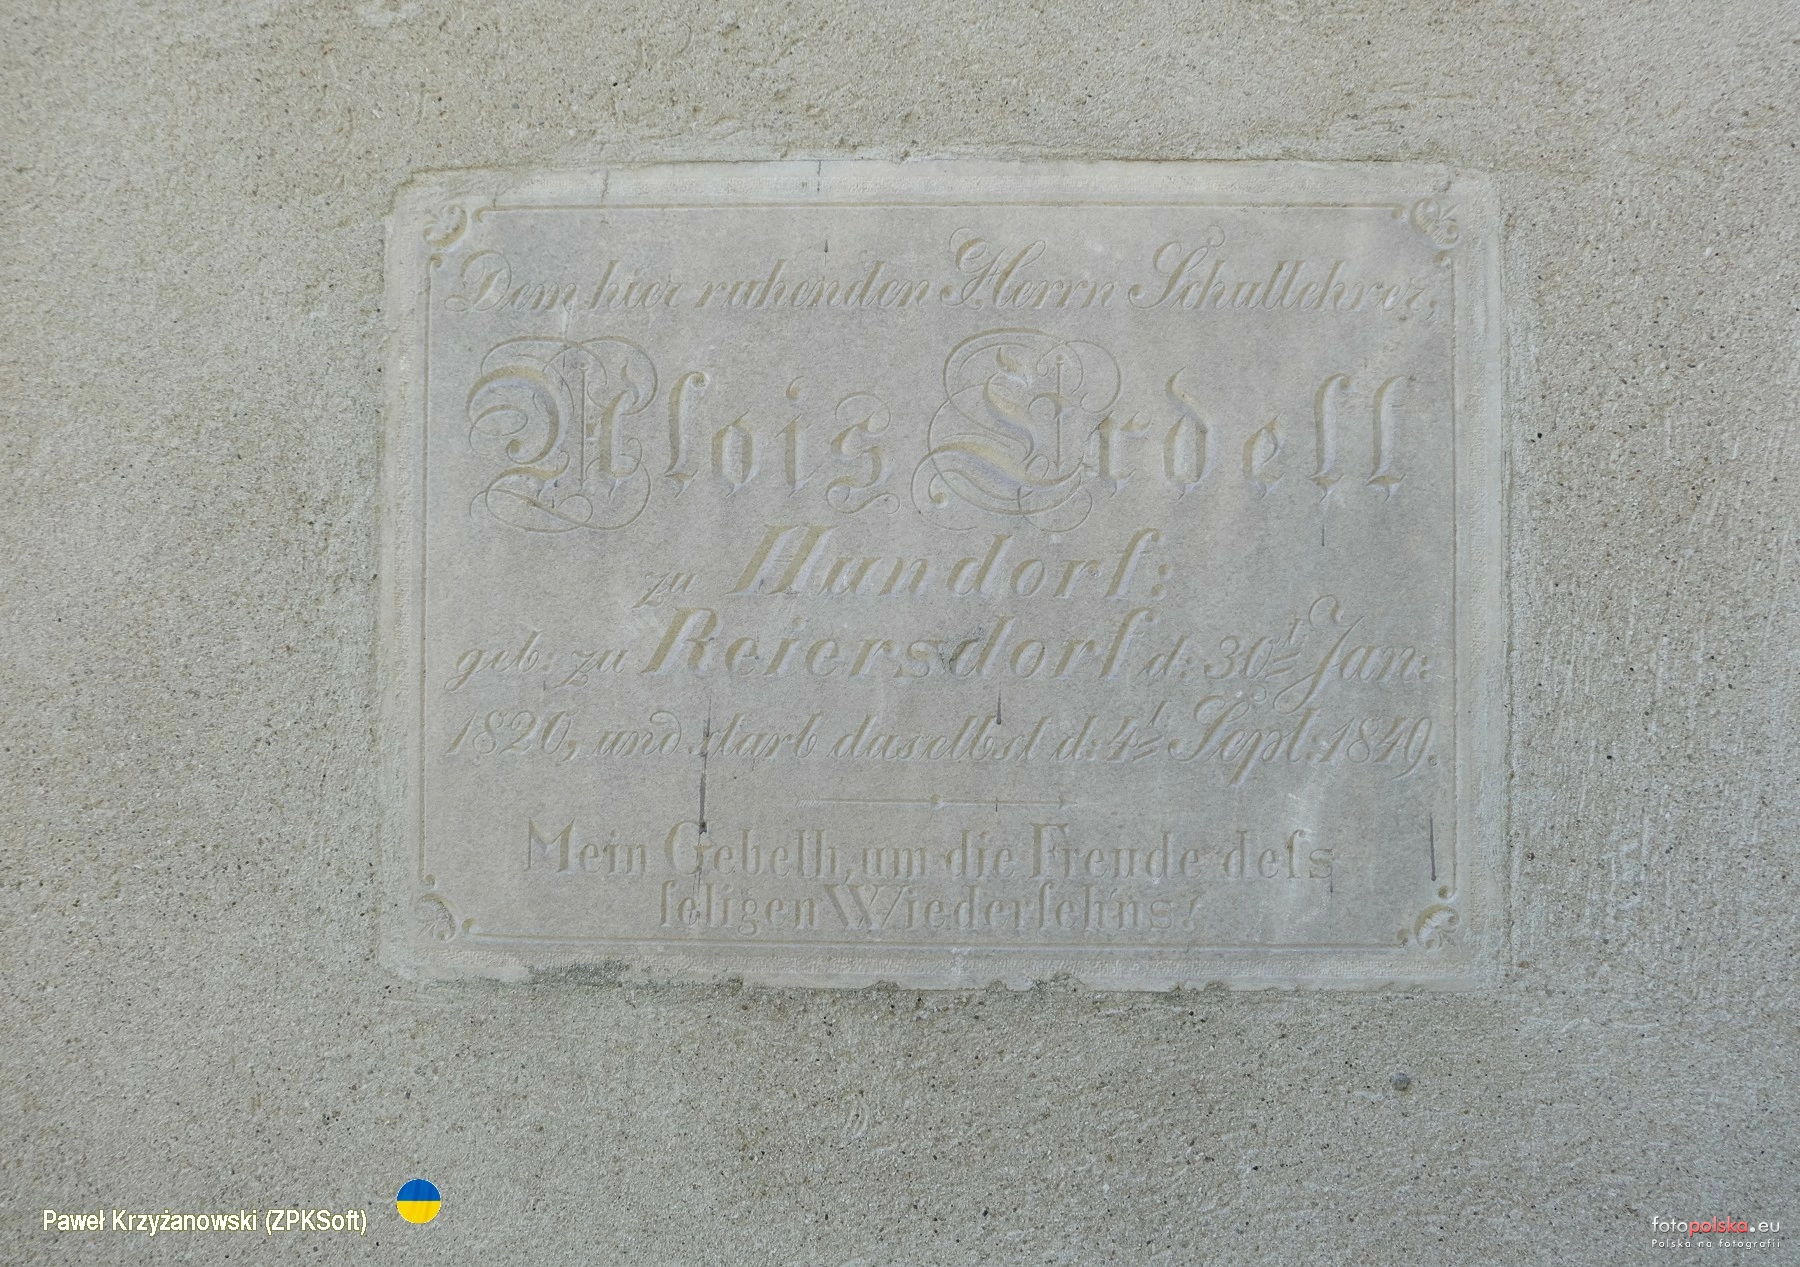 Dem hier ruhenden Herrn Schullehrer,
Alois Erdell
zu Hundorf:
geb: zu Reiersdorf d: 30t Jan:
1820, und starb daselbst d: 4t Sept: 1849.
Mein Gebeth, um die Freude deſs
ſeligen Wiederſehns!
Paweł Krzyżanowski (ZPKSoft)
fotopolska.eu
Polska na fotografii